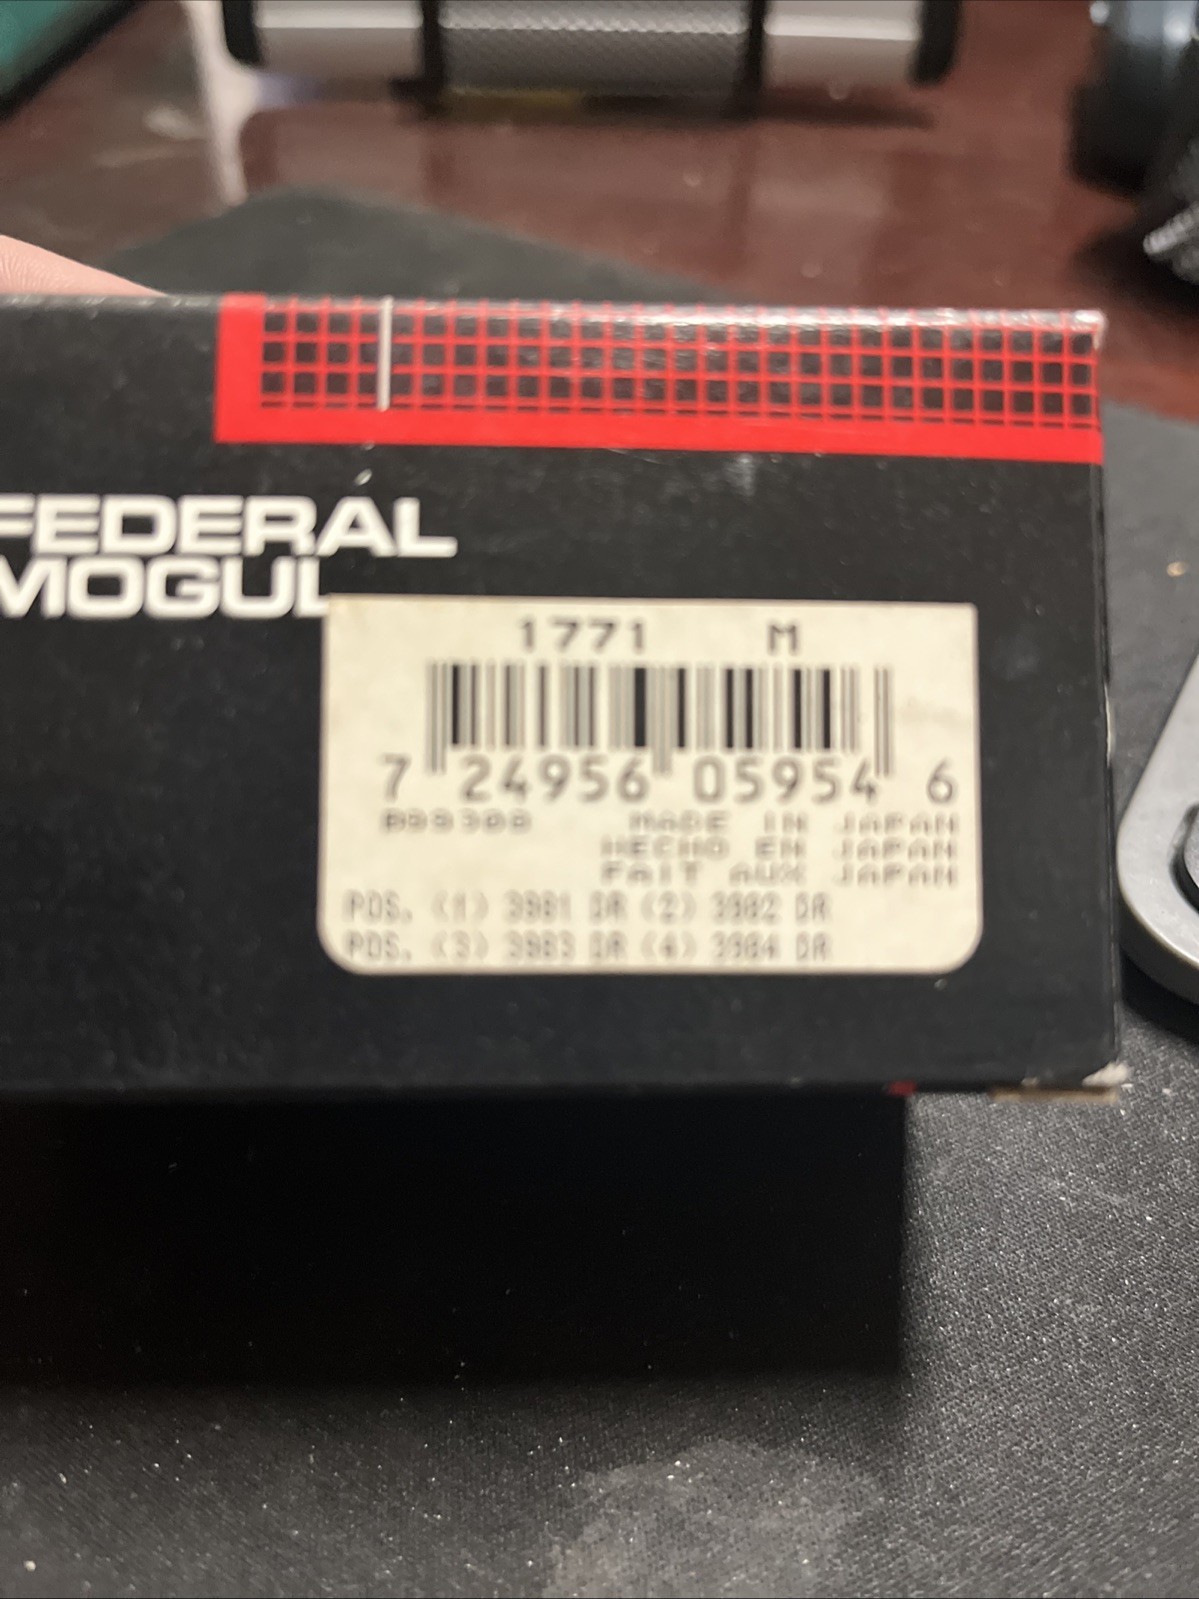 FEDERAL
MOGUL
1771 M
7 24956 05954 6
MADE IN JAPAN
HECHO EN JAPAN
FAIT AUX JAPAN
POS. (1) 3981 DR (2) 3982 DR
POS. (3) 3983 DR (4) 3984 DR